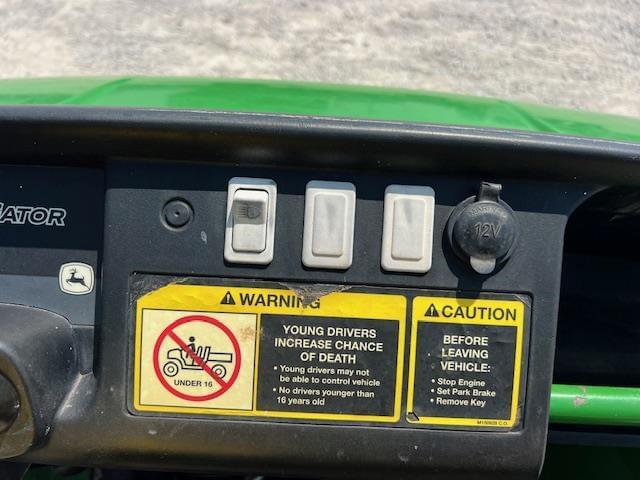 ATOR
MARINE
12V
WARNING
YOUNG DRIVERS
INCREASE CHANCE
OF DEATH
• Young drivers may not
be able to control vehicle
• No drivers younger than
16 years old
UNDER 16
CAUTION
BEFORE
LEAVING
VEHICLE:
• Stop Engine
• Set Park Brake
• Remove Key